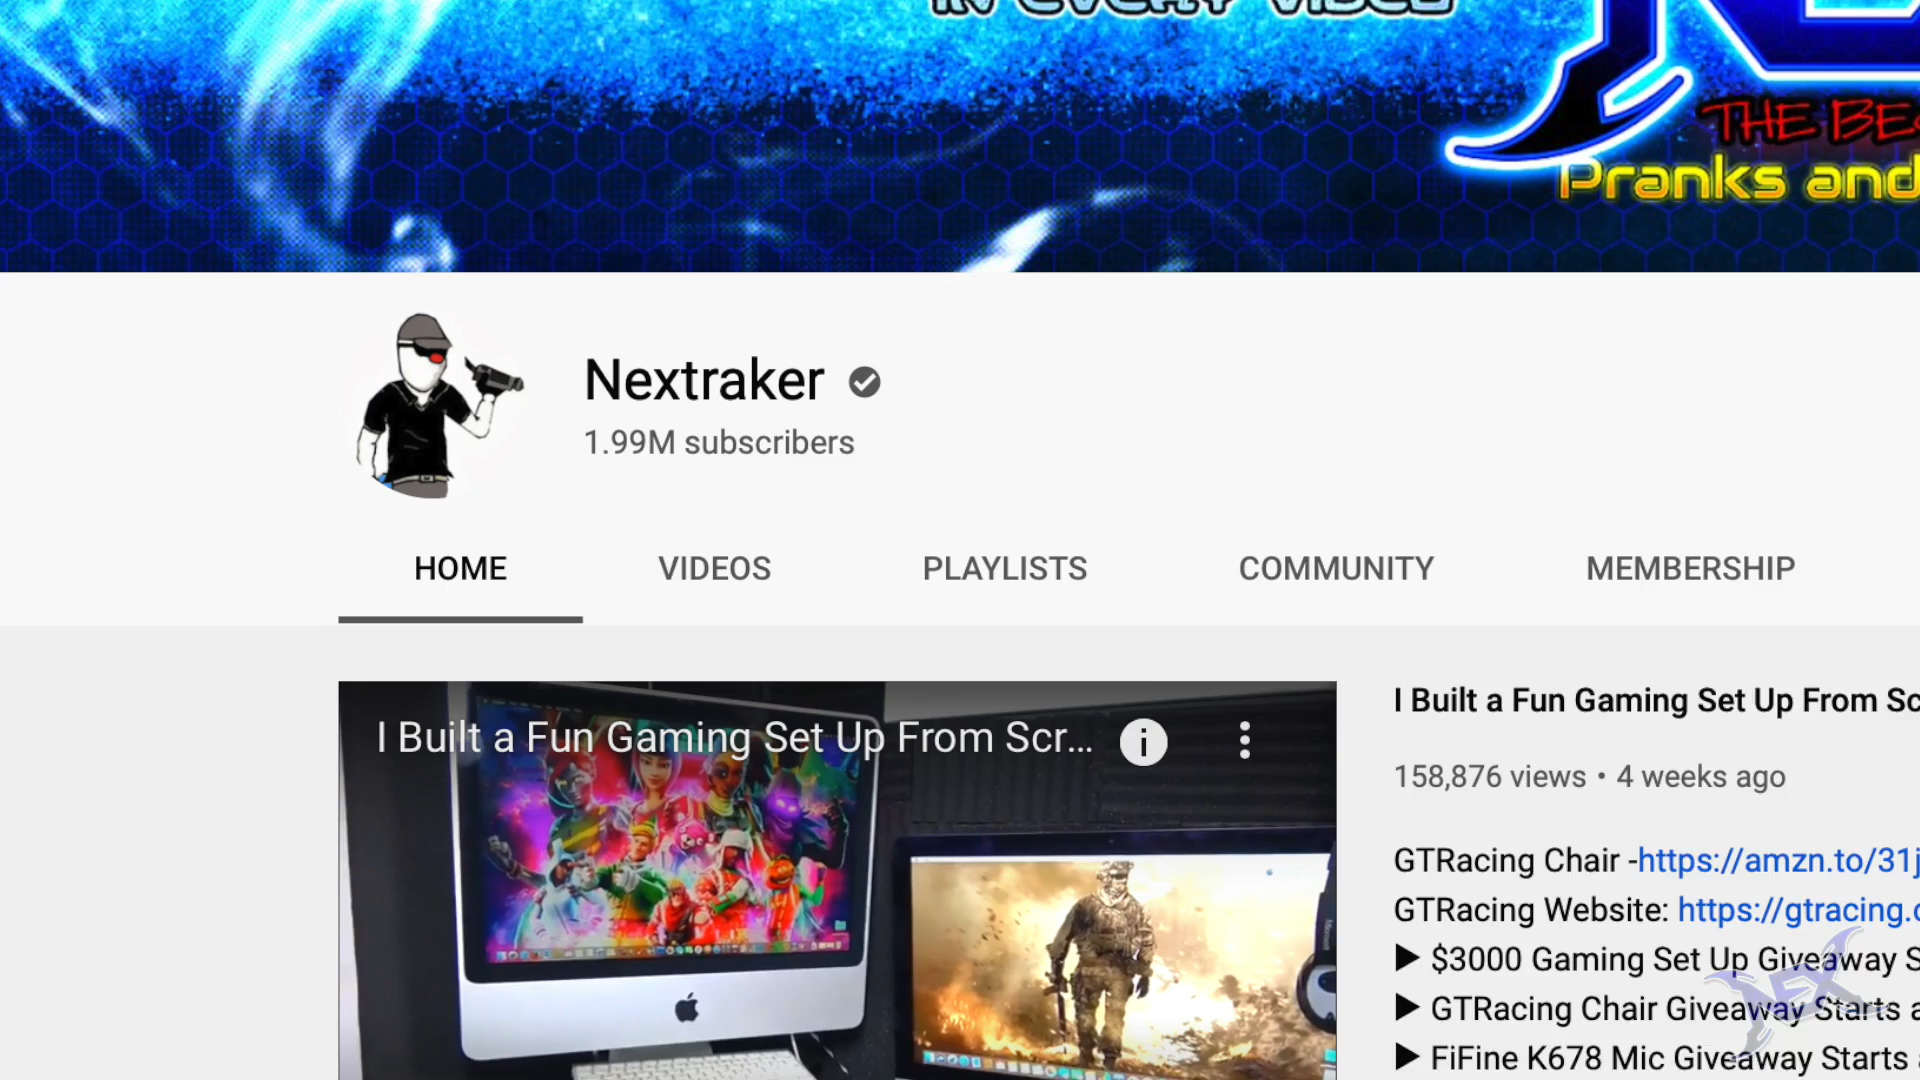 IN EVERY VIDEO
THE BE
Pranks and
Nextraker
1.99M subscribers
HOME
VIDEOS
PLAYLISTS
COMMUNITY
MEMBERSHIP
I Built a Fun Gaming Set Up From Scr...
I Built a Fun Gaming Set Up From Sc
158,876 views • 4 weeks ago
GTRacing Chair -https://amzn.to/31j
GTRacing Website: https://gtracing.c
▶ $3000 Gaming Set Up Giveaway S
▶ GTRacing Chair Giveaway Starts a
▶ FiFine K678 Mic Giveaway Starts